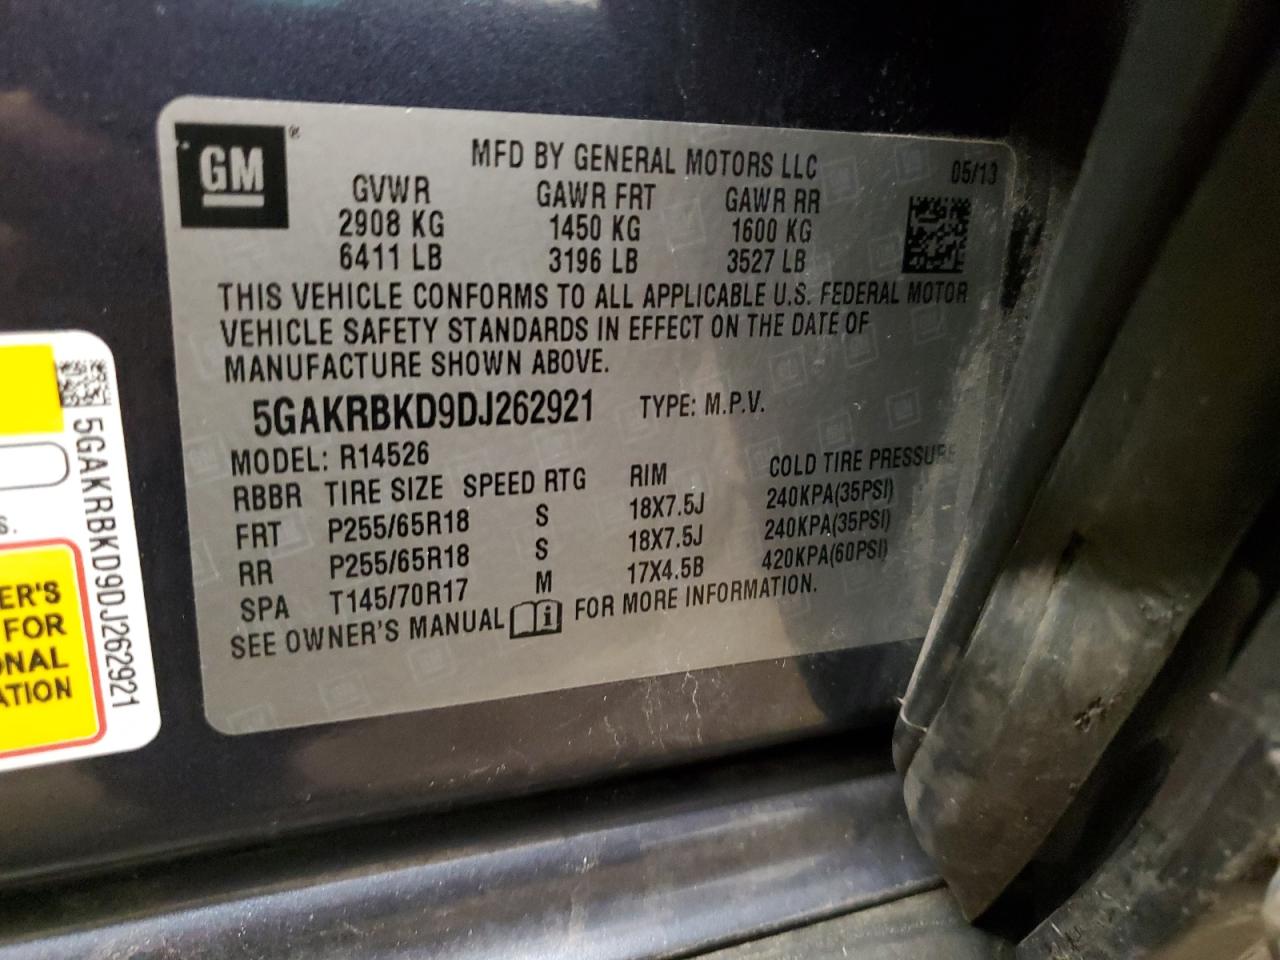 GM®
MFD BY GENERAL MOTORS LLC 05/13
GVWR GAWR FRT GAWR RR
2908 KG 1450 KG 1600 KG
6411 LB 3196 LB 3527 LB
THIS VEHICLE CONFORMS TO ALL APPLICABLE U.S. FEDERAL MOTOR
VEHICLE SAFETY STANDARDS IN EFFECT ON THE DATE OF
MANUFACTURE SHOWN ABOVE.
5GAKRBKD9DJ262921 TYPE: M.P.V.
MODEL: R14526
RBBR TIRE SIZE SPEED RTG RIM COLD TIRE PRESSURE
FRT P255/65R18 S 18X7.5J 240KPA(35PSI)
RR P255/65R18 S 18X7.5J 240KPA(35PSI)
SPA T145/70R17 M 17X4.5B 420KPA(60PSI)
SEE OWNER'S MANUAL i FOR MORE INFORMATION.
5GAKRBKD9DJ262921
S.
ER'S
FOR
ONAL
ATION